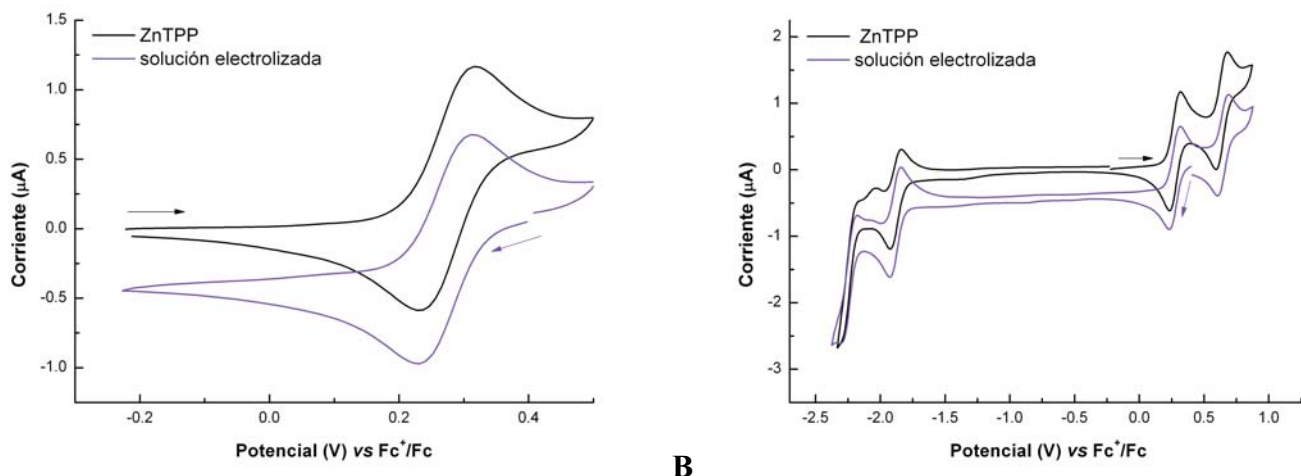 ZnTPP
solución electrolizada
Corriente (μA)
1.5
1.0
0.5
0.0
-0.5
-1.0
-0.2
0.0
0.2
0.4
Potencial (V) vs Fc⁺/Fc
B
ZnTPP
solución electrolizada
Corriente (μA)
2
1
0
-1
-2
-3
-2.5
-2.0
-1.5
-1.0
-0.5
0.0
0.5
1.0
Potencial (V) vs Fc⁺/Fc